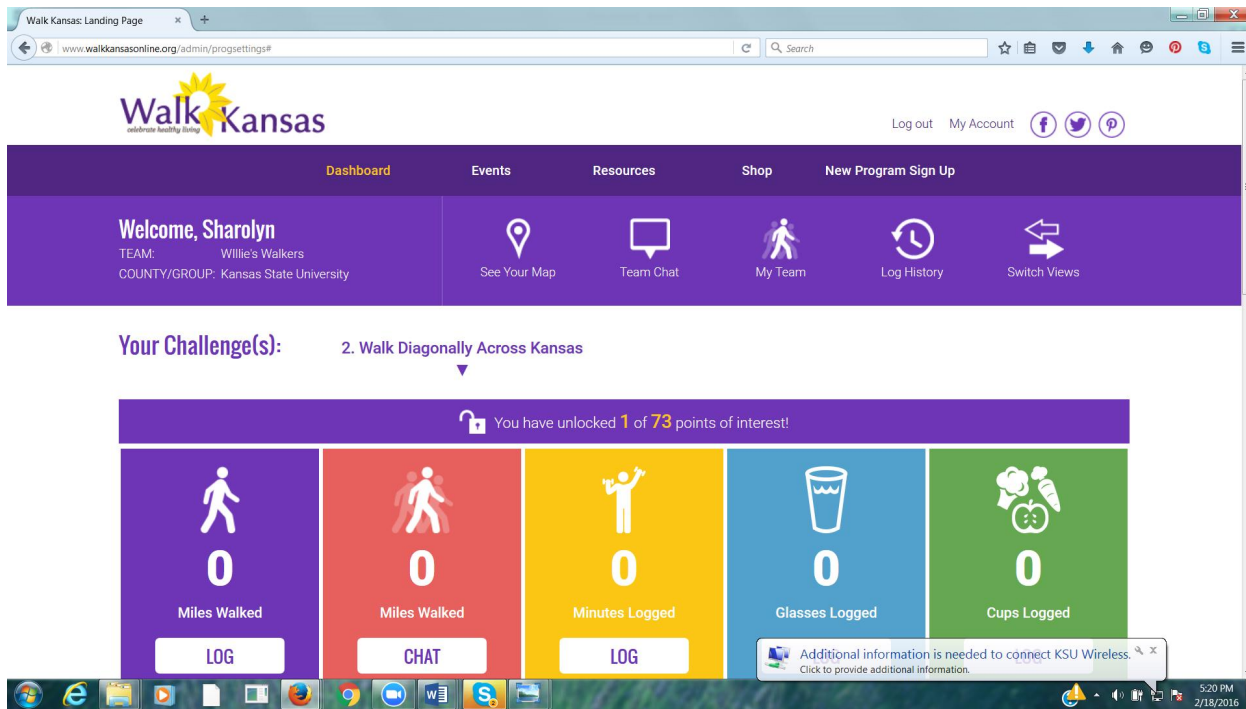 Walk Kansas: Landing Page
www.walkkansasonline.org/admin/progsettings#
Search
Walk Kansas
celebrate healthy living
Log out My Account
Dashboard Events Resources Shop New Program Sign Up
Welcome, Sharolyn
TEAM: WIllie's Walkers
COUNTY/GROUP: Kansas State University
See Your Map Team Chat My Team Log History Switch Views
Your Challenge(s): 2. Walk Diagonally Across Kansas
You have unlocked 1 of 73 points of interest!
0 0 0 0 0
Miles Walked Miles Walked Minutes Logged Glasses Logged Cups Logged
LOG CHAT LOG LOG LOG
Additional information is needed to connect KSU Wireless.
Click to provide additional information.
5:20 PM
2/18/2016